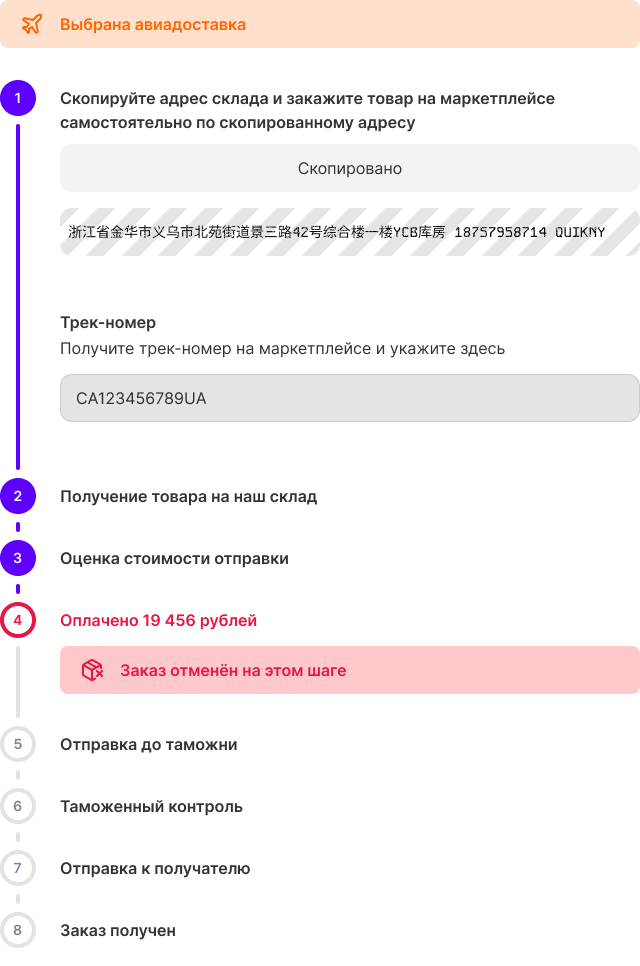 Выбрана авиадоставка
1
Скопируйте адрес склада и закажите товар на маркетплейсе
самостоятельно по скопированному адресу
Скопировано
浙江省金华市义乌市北苑街道景三路42号综合楼一楼YCB库房 18757958714 QUIKNY
Трек-номер
Получите трек-номер на маркетплейсе и укажите здесь
CA123456789UA
2
Получение товара на наш склад
3
Оценка стоимости отправки
4
Оплачено 19 456 рублей
Заказ отменён на этом шаге
5
Отправка до таможни
6
Таможенный контроль
7
Отправка к получателю
8
Заказ получен